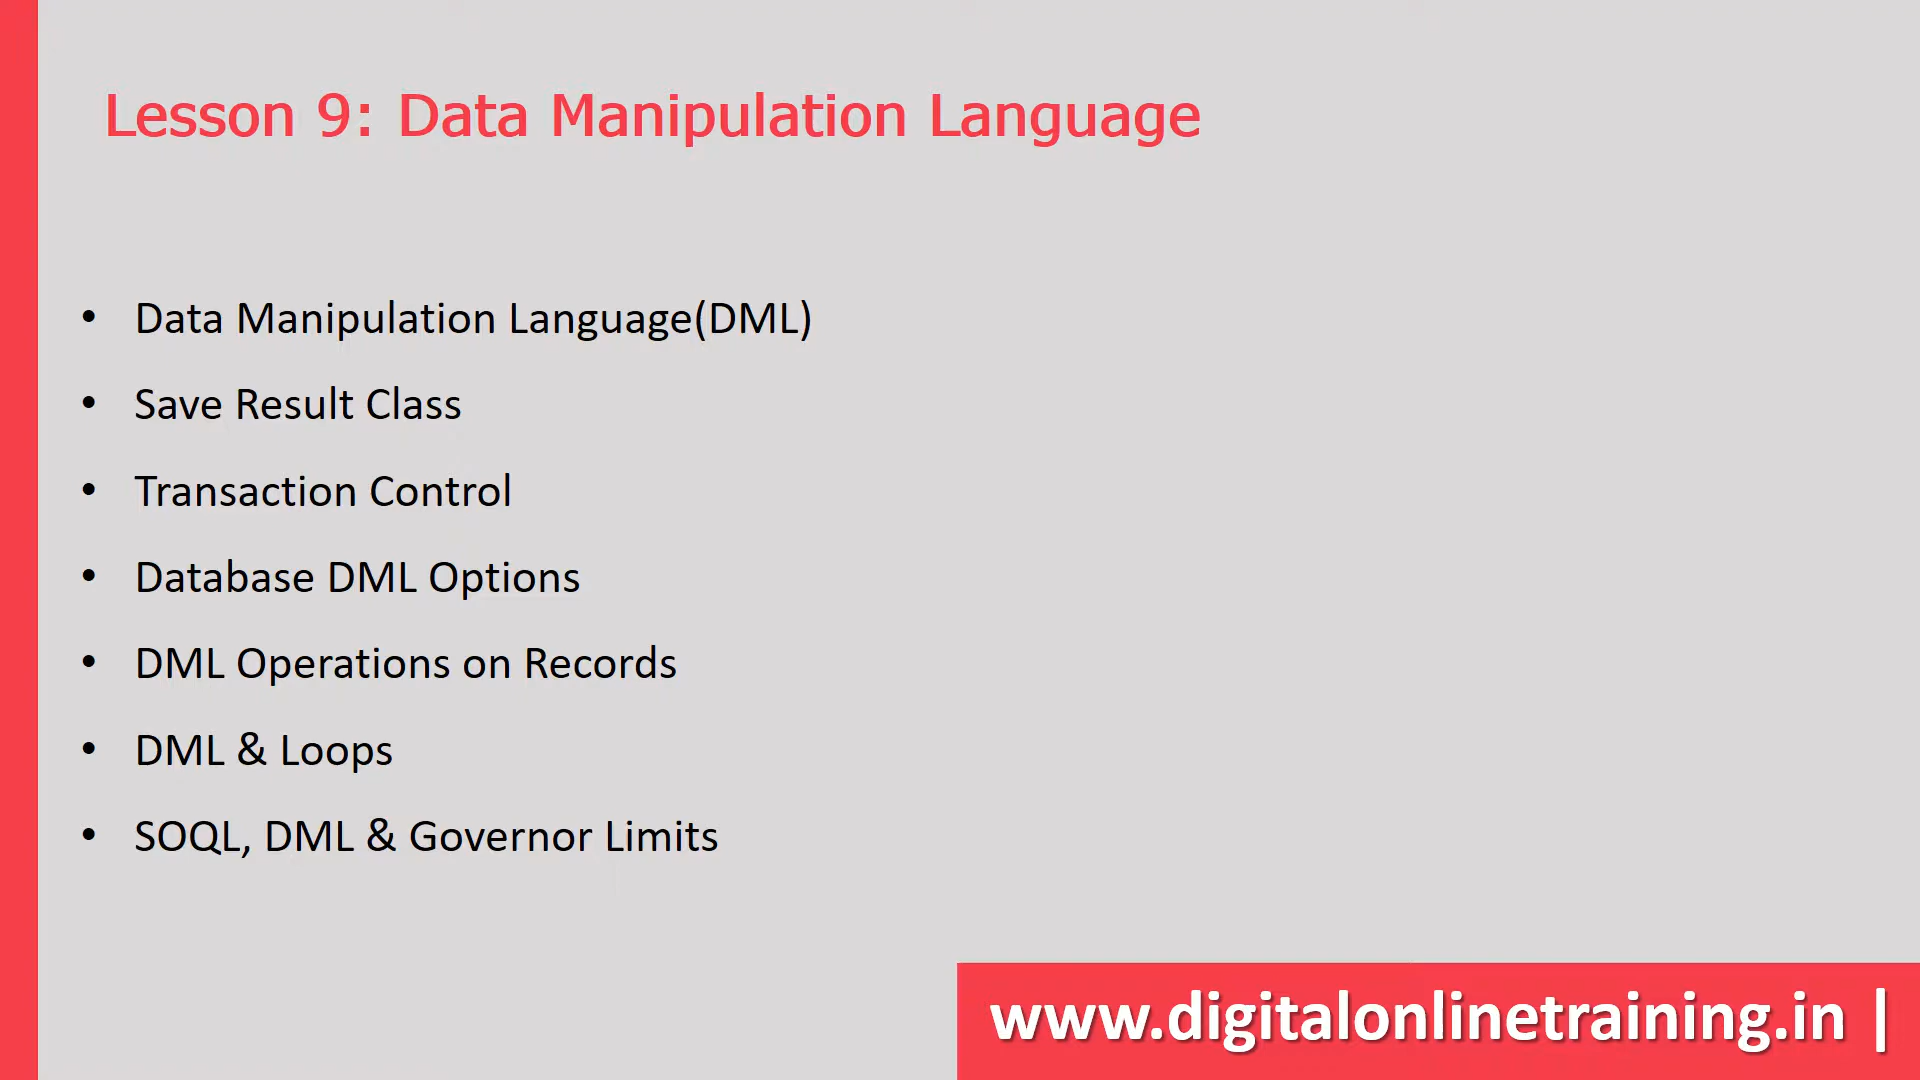 Lesson 9: Data Manipulation Language
• Data Manipulation Language(DML)
• Save Result Class
• Transaction Control
• Database DML Options
• DML Operations on Records
• DML & Loops
• SOQL, DML & Governor Limits
www.digitalonlinetraining.in |